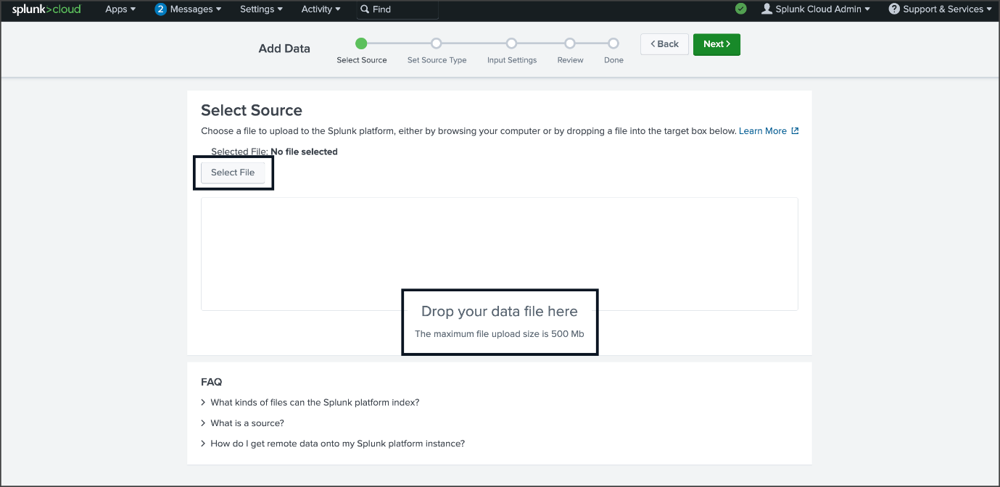 splunk>cloud Apps 2 Messages Settings Activity Find Splunk Cloud Admin ? Support & Services
Add Data
Select Source Set Source Type Input Settings Review Done
< Back Next >
Select Source
Choose a file to upload to the Splunk platform, either by browsing your computer or by dropping a file into the target box below. Learn More
Selected File: No file selected
Select File
Drop your data file here
The maximum file upload size is 500 Mb
FAQ
> What kinds of files can the Splunk platform index?
> What is a source?
> How do I get remote data onto my Splunk platform instance?